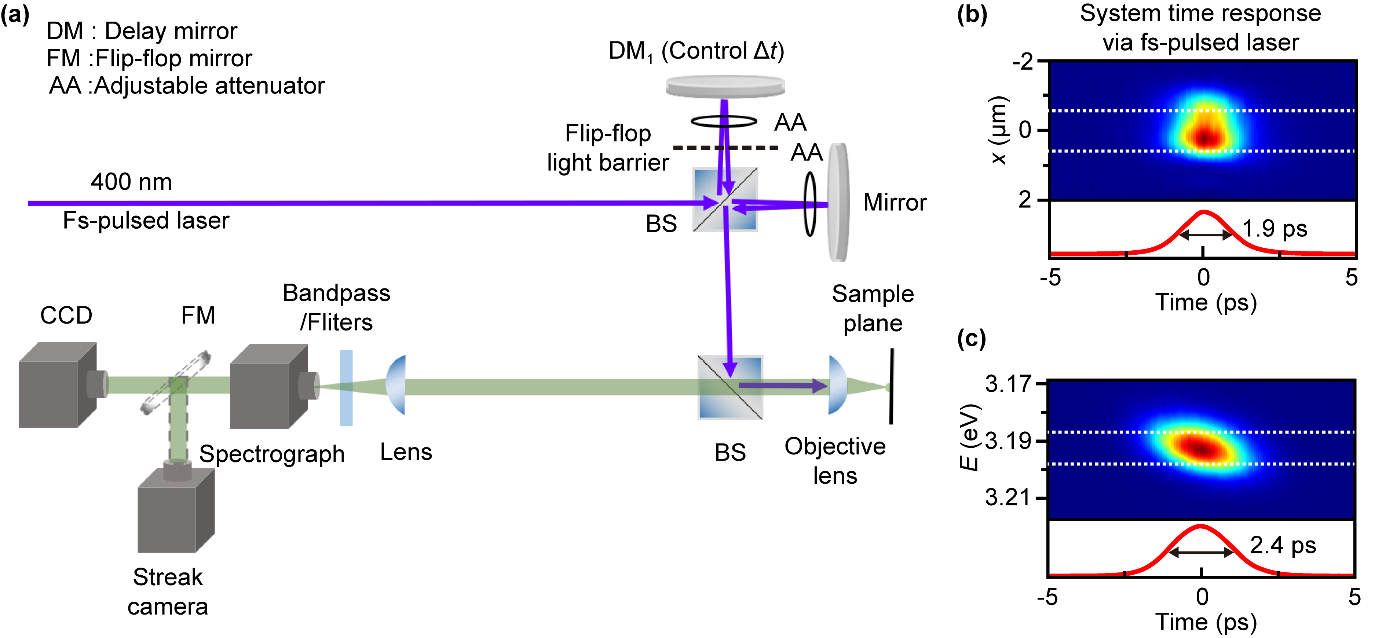 (a)
DM : Delay mirror
FM :Flip-flop mirror
AA :Adjustable attenuator
DM₁ (Control Δt)
AA
Flip-flop
light barrier
AA
400 nm
Fs-pulsed laser
BS
Mirror
CCD
FM
Bandpass
/Fliters
Sample
plane
Spectrograph
Lens
BS
Objective
lens
Streak
camera
(b)
System time response
via fs-pulsed laser
-2
0
2
x (μm)
1.9 ps
-5
0
5
Time (ps)
(c)
3.17
3.19
3.21
E (eV)
2.4 ps
-5
0
5
Time (ps)